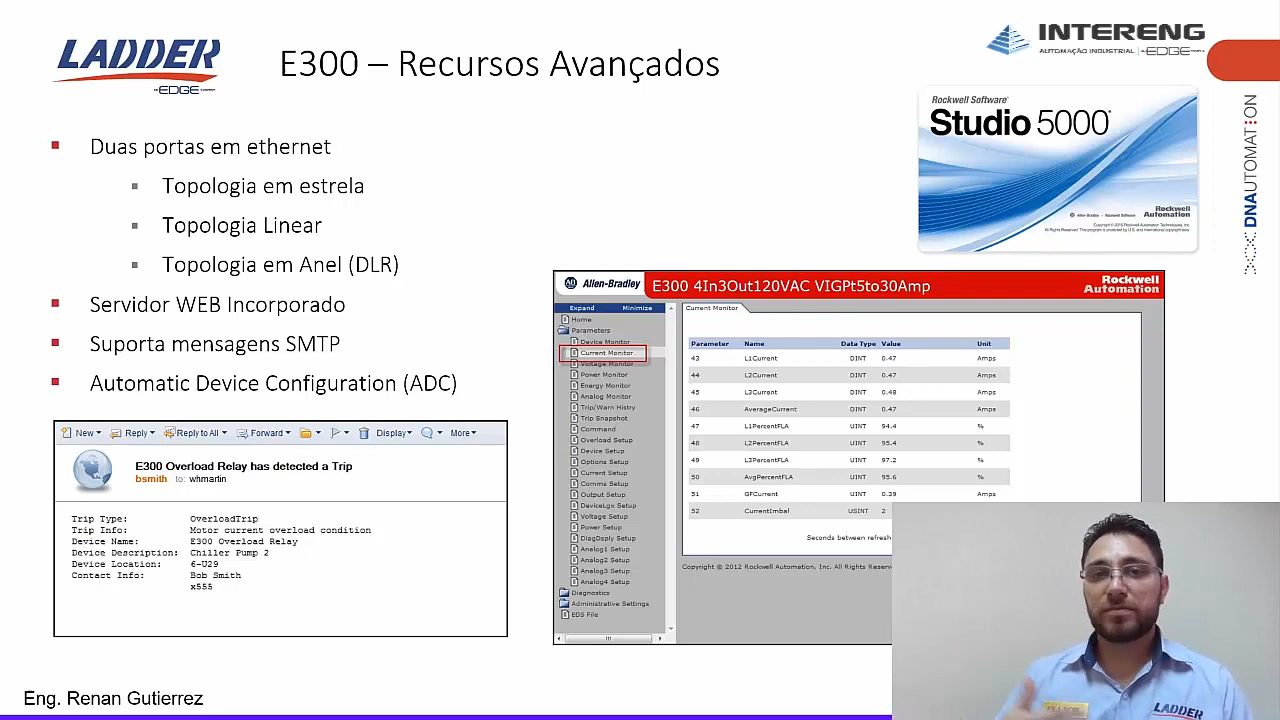 LADDER
AN EDGE COMPANY
E300 – Recursos Avançados
INTERENG
AUTOMAÇÃO INDUSTRIAL | AN EDGE COMPANY
DNAUTOMATION
Rockwell Software®
Studio 5000®
Allen-Bradley • Rockwell Software
Rockwell
Automation
▪ Duas portas em ethernet
▪ Topologia em estrela
▪ Topologia Linear
▪ Topologia em Anel (DLR)
▪ Servidor WEB Incorporado
▪ Suporta mensagens SMTP
▪ Automatic Device Configuration (ADC)
New Reply Reply to All Forward Display More
E300 Overload Relay has detected a Trip
bsmith to: whmartin
Trip Type: OverloadTrip
Trip Info: Motor current overload condition
Device Name: E300 Overload Relay
Device Description: Chiller Pump 2
Device Location: 6-U29
Contact Info: Bob Smith
x555
AB Allen-Bradley
E300 4In3Out120VAC VIGPt5to30Amp
Rockwell
Automation
Expand Minimize
Home
Parameters
Device Monitor
Current Monitor
Voltage Monitor
Power Monitor
Energy Monitor
Analog Monitor
Trip/Warn Histry
Trip Snapshot
Command
Overload Setup
Device Setup
Options Setup
Current Setup
Comms Setup
Output Setup
DeviceLgx Setup
Voltage Setup
Power Setup
DiagDsply Setup
Analog1 Setup
Analog2 Setup
Analog3 Setup
Analog4 Setup
Diagnostics
Administrative Settings
EDS File
Current Monitor
Parameter Name Data Type Value Unit
43 L1Current DINT 0.47 Amps
44 L2Current DINT 0.47 Amps
45 L3Current DINT 0.48 Amps
46 AverageCurrent DINT 0.47 Amps
47 L1PercentFLA UINT 94.4 %
48 L2PercentFLA UINT 95.4 %
49 L3PercentFLA UINT 97.2 %
50 AvgPercentFLA UINT 95.6 %
51 GFCurrent UINT 0.39 Amps
52 CurrentImbal USINT 2
Seconds between refresh
Copyright © 2012 Rockwell Automation, Inc. All Rights Reserv
LADDER
Eng. Renan Gutierrez